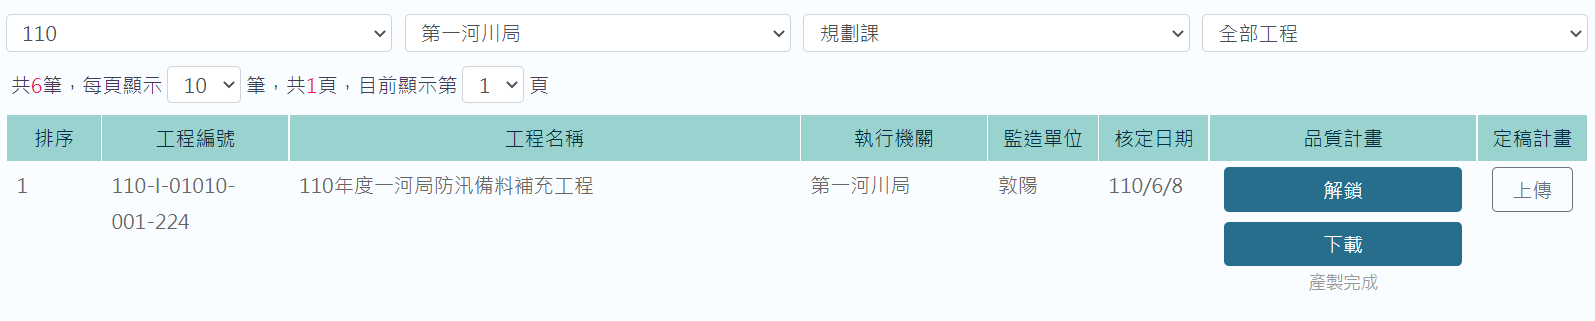 110 第一河川局 規劃課 全部工程
共6筆，每頁顯示 10 筆，共1頁，目前顯示第 1 頁
排序 工程編號 工程名稱 執行機關 監造單位 核定日期 品質計畫 定稿計畫
1 110-I-01010- 110年度一河局防汛備料補充工程 第一河川局 敦陽 110/6/8 解鎖 上傳
001-224
下載
產製完成